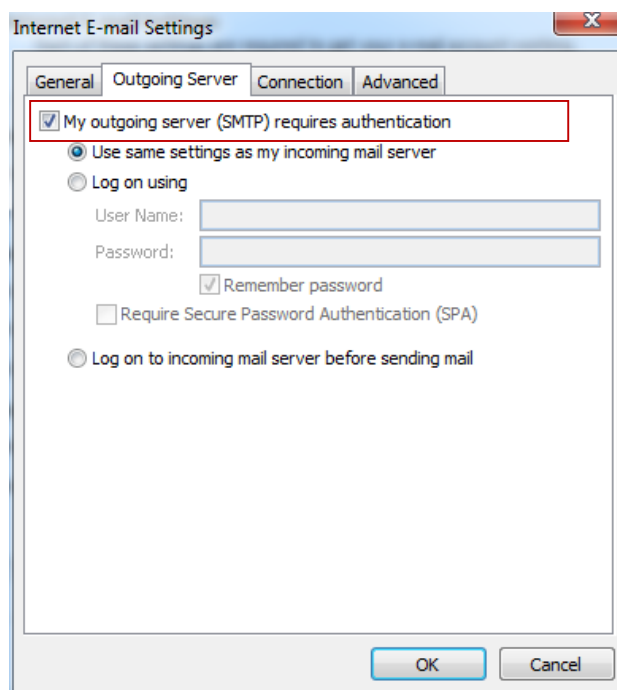 Internet E-mail Settings
X
General Outgoing Server Connection Advanced
My outgoing server (SMTP) requires authentication
Use same settings as my incoming mail server
Log on using
User Name:
Password:
Remember password
Require Secure Password Authentication (SPA)
Log on to incoming mail server before sending mail
OK Cancel